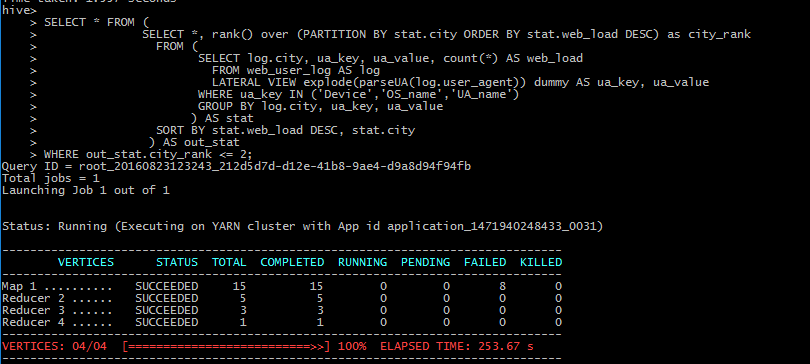 Time taken: 1.997 seconds
hive>
    > SELECT * FROM (
    >                SELECT *, rank() over (PARTITION BY stat.city ORDER BY stat.web_load DESC) as city_rank
    >                  FROM (
    >                        SELECT log.city, ua_key, ua_value, count(*) AS web_load
    >                          FROM web_user_log AS log
    >                          LATERAL VIEW explode(parseUA(log.user_agent)) dummy AS ua_key, ua_value
    >                        WHERE ua_key IN ('Device','OS_name','UA_name')
    >                        GROUP BY log.city, ua_key, ua_value
    >                       ) AS stat
    >                  SORT BY stat.web_load DESC, stat.city
    >                 ) AS out_stat
    > WHERE out_stat.city_rank <= 2;
Query ID = root_20160823123243_212d5d7d-d12e-41b8-9ae4-d9a8d94f94fb
Total jobs = 1
Launching Job 1 out of 1
Status: Running (Executing on YARN cluster with App id application_1471940248433_0031)
--------------------------------------------------------------------------------
        VERTICES      STATUS  TOTAL  COMPLETED  RUNNING  PENDING  FAILED  KILLED
--------------------------------------------------------------------------------
Map 1 ..........   SUCCEEDED     15         15        0        0       8       0
Reducer 2 ......   SUCCEEDED      5          5        0        0       0       0
Reducer 3 ......   SUCCEEDED      3          3        0        0       0       0
Reducer 4 ......   SUCCEEDED      1          1        0        0       0       0
--------------------------------------------------------------------------------
VERTICES: 04/04  [==========================>>] 100%  ELAPSED TIME: 253.67 s
--------------------------------------------------------------------------------